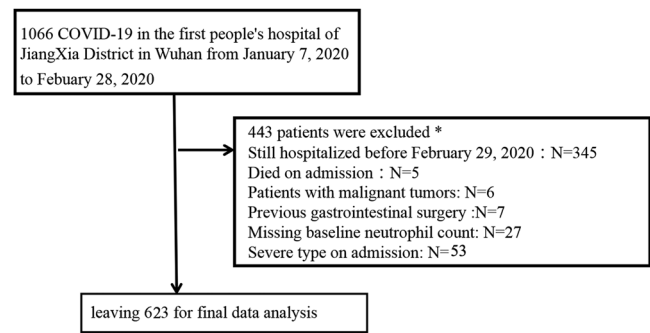 1066 COVID-19 in the first people's hospital of
JiangXia District in Wuhan from January 7, 2020
to Febuary 28, 2020
443 patients were excluded *
Still hospitalized before February 29, 2020：N=345
Died on admission：N=5
Patients with malignant tumors: N=6
Previous gastrointestinal surgery :N=7
Missing baseline neutrophil count: N=27
Severe type on admission: N=53
leaving 623 for final data analysis